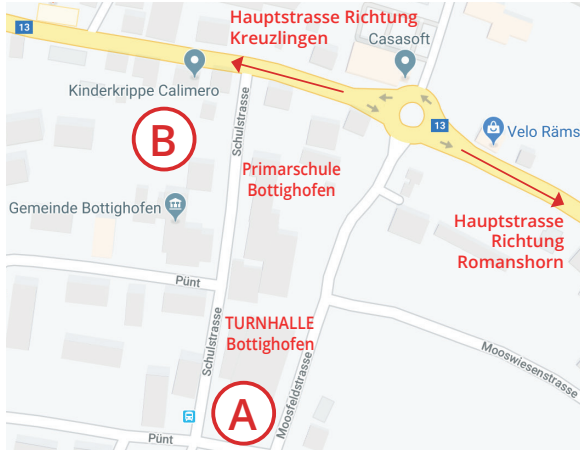 Hauptstrasse Richtung
Kreuzlingen
13
Casasoft
Kinderkrippe Calimero
B
Schulstrasse
13
Velo Räms
Primarschule
Bottighofen
Gemeinde Bottighofen
Hauptstrasse
Richtung
Romanshorn
Pünt
TURNHALLE
Bottighofen
Schulstrasse
Mooswiesenstrasse
Moosfeldstrasse
A
Pünt